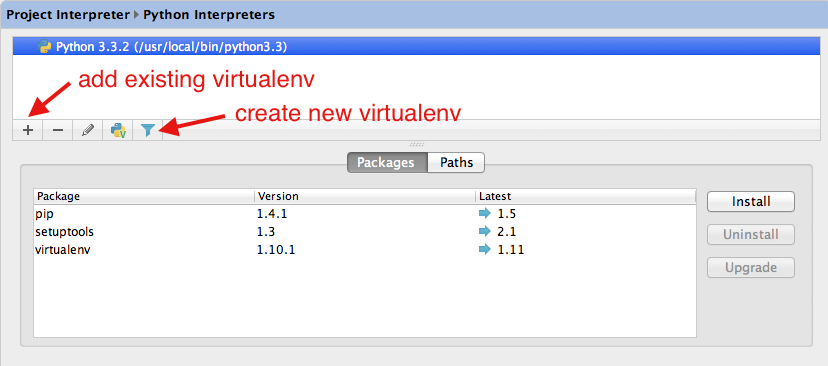 Project Interpreter ▸ Python Interpreters
Python 3.3.2 (/usr/local/bin/python3.3)
add existing virtualenv
create new virtualenv
Packages Paths
Package Version Latest
pip 1.4.1 1.5
setuptools 1.3 2.1
virtualenv 1.10.1 1.11
Install
Uninstall
Upgrade